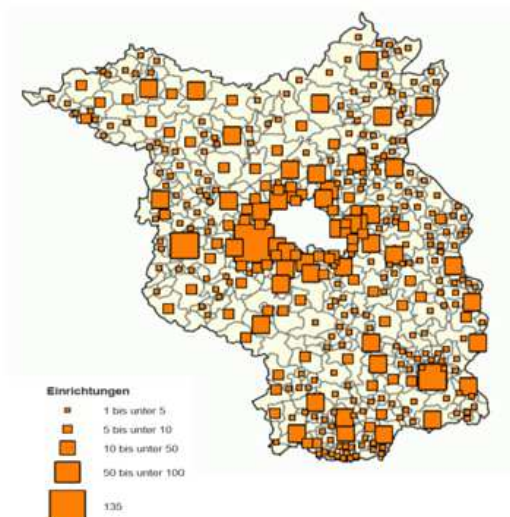 Einrichtungen
1 bis unter 5
5 bis unter 10
10 bis unter 50
50 bis unter 100
135